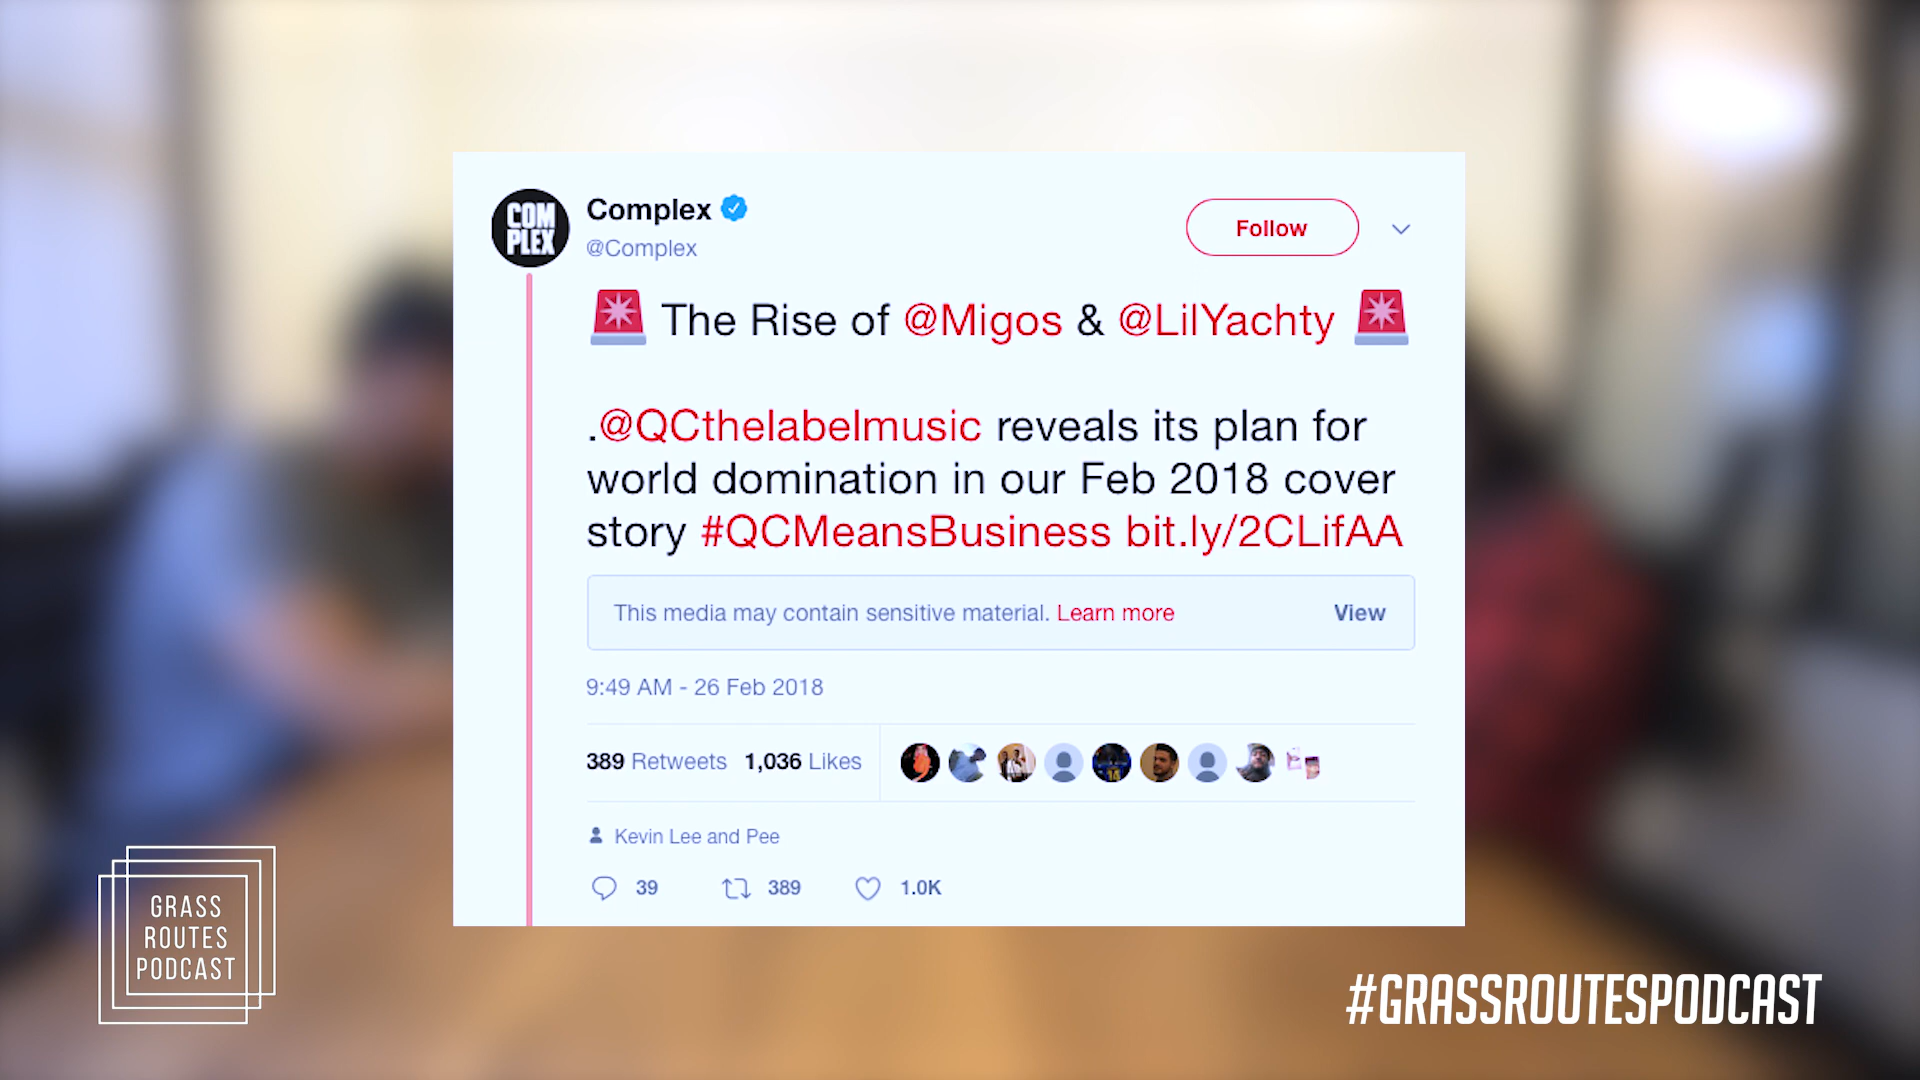 COM
PLEX
Complex
@Complex
Follow
🚨 The Rise of @Migos & @LilYachty 🚨
.@QCthelabelmusic reveals its plan for
world domination in our Feb 2018 cover
story #QCMeansBusiness bit.ly/2CLifAA
This media may contain sensitive material. Learn more View
9:49 AM - 26 Feb 2018
389 Retweets 1,036 Likes
Kevin Lee and Pee
39 389 1.0K
GRASS
ROUTES
PODCAST
#GRASSROUTESPODCAST